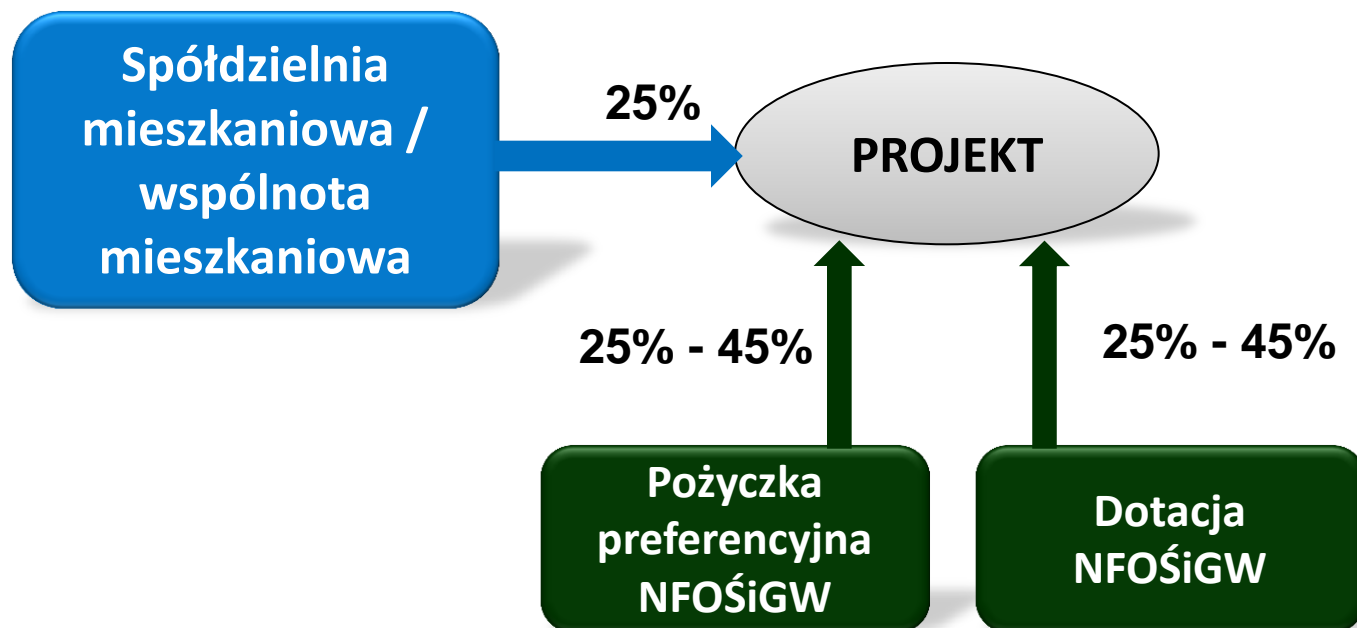 Spółdzielnia
mieszkaniowa /
wspólnota
mieszkaniowa
25%
PROJEKT
25% - 45%
25% - 45%
Pożyczka
preferencyjna
NFOŚiGW
Dotacja
NFOŚiGW